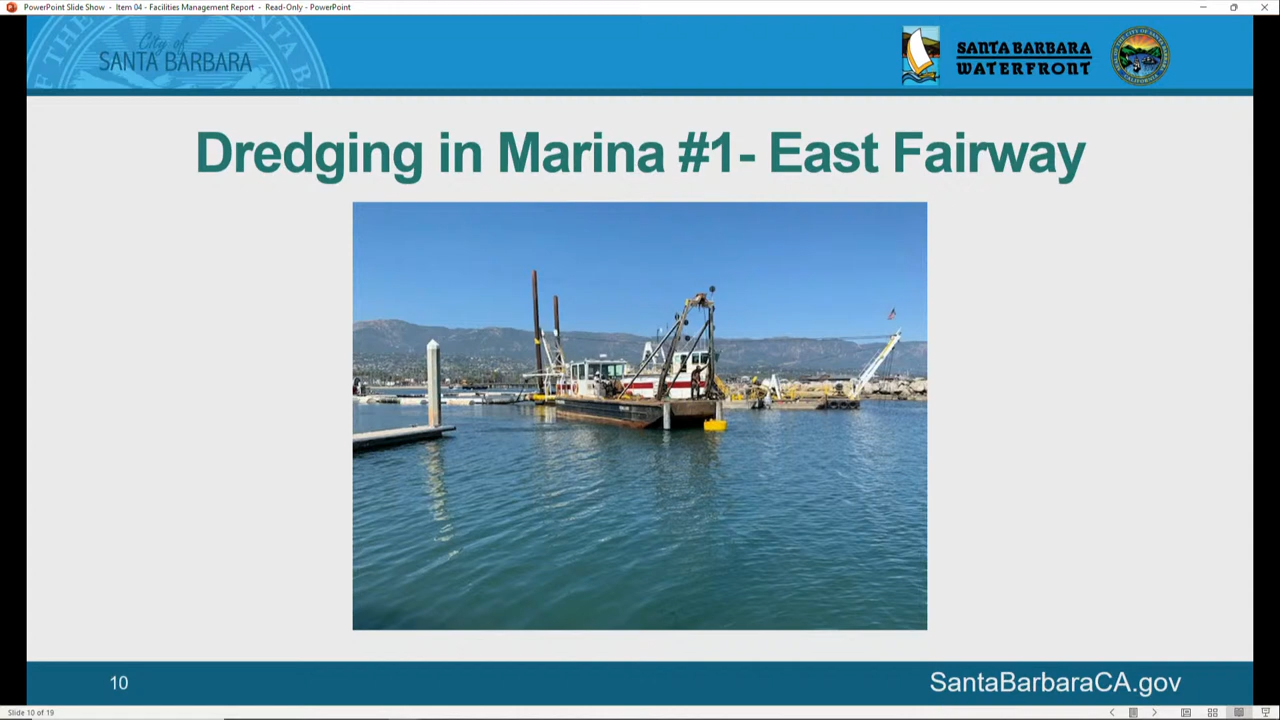 PowerPoint Slide Show - Item 04 - Facilities Management Report - Read-Only - PowerPoint
City of
SANTA BARBARA
SANTA BARBARA
WATERFRONT
Dredging in Marina #1- East Fairway
10
SantaBarbaraCA.gov
Slide 10 of 19